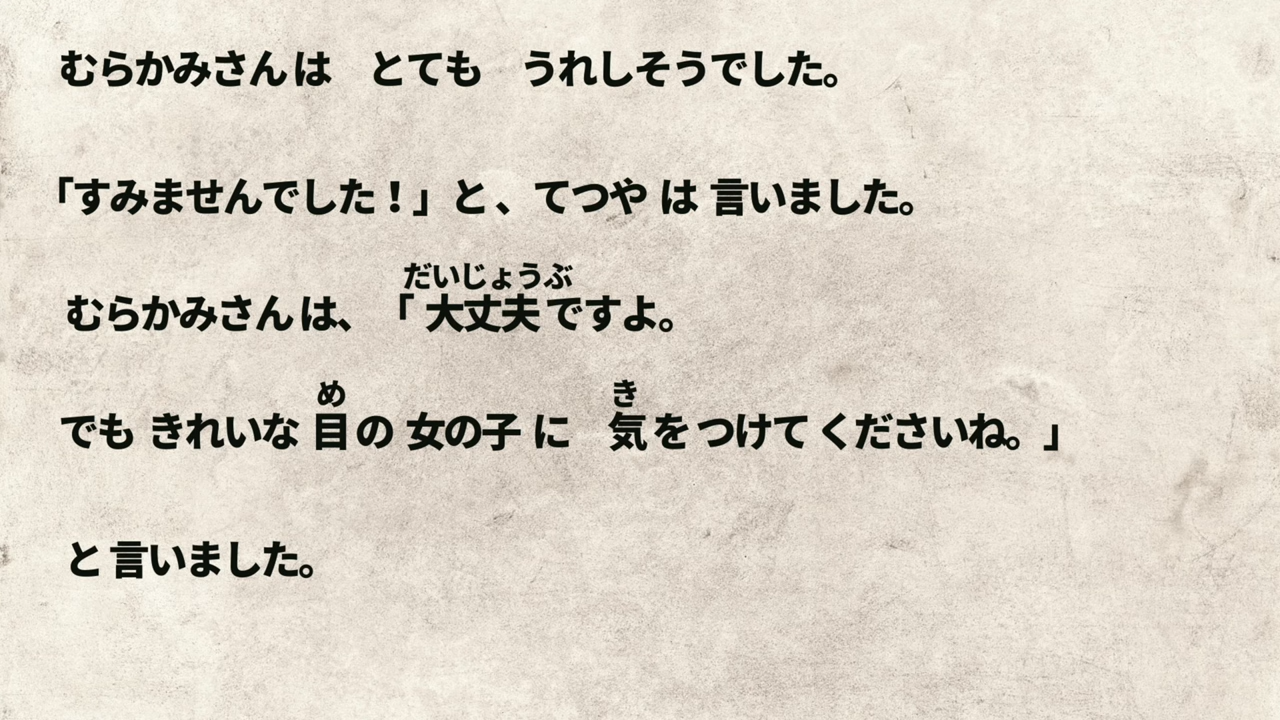 むらかみさんは　とても　うれしそうでした。
「すみませんでした！」と、てつや は 言いました。
だいじょうぶ
むらかみさんは、「大丈夫ですよ。
め　き
でも きれいな 目の 女の子 に　気をつけてくださいね。」
と 言いました。